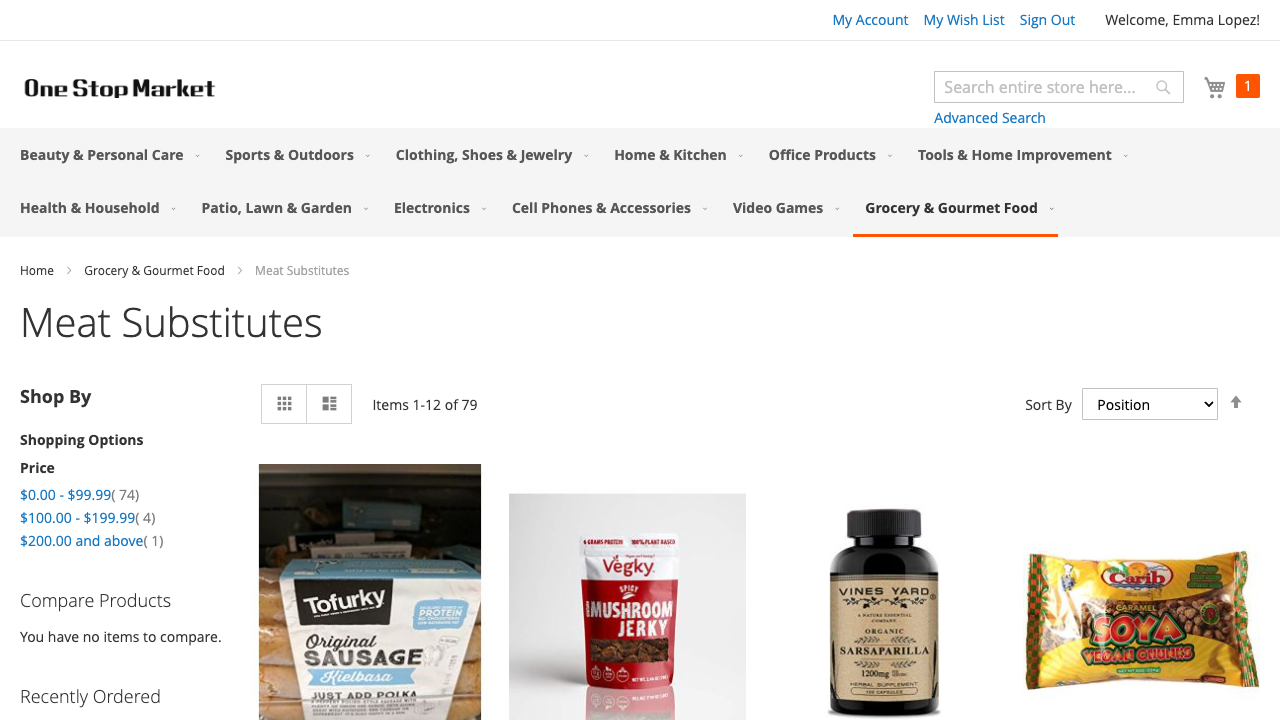 My Account My Wish List Sign Out Welcome, Emma Lopez!
One Stop Market
Search entire store here...
1
Advanced Search
Beauty & Personal Care Sports & Outdoors Clothing, Shoes & Jewelry Home & Kitchen Office Products Tools & Home Improvement
Health & Household Patio, Lawn & Garden Electronics Cell Phones & Accessories Video Games Grocery & Gourmet Food
Home Grocery & Gourmet Food Meat Substitutes
Meat Substitutes
Shop By
Items 1-12 of 79
Sort By Position
Shopping Options
Price
$0.00 - $99.99( 74)
$100.00 - $199.99( 4)
$200.00 and above( 1)
Compare Products
You have no items to compare.
Recently Ordered
Tofurky
PROTEIN
Original
SAUSAGE
Kielbasa
JUST ADD POLKA
6 GRAMS PROTEIN 100% PLANT BASED
Vegky
SPICY
MUSHROOM
JERKY
VINES YARD
A NATURE ESSENTIAL
COMPANY
ORGANIC
SARSAPARILLA
1200mg
HERBAL SUPPLEMENT
Carib
CARAMEL
SOYA
VEGAN CHUNKS